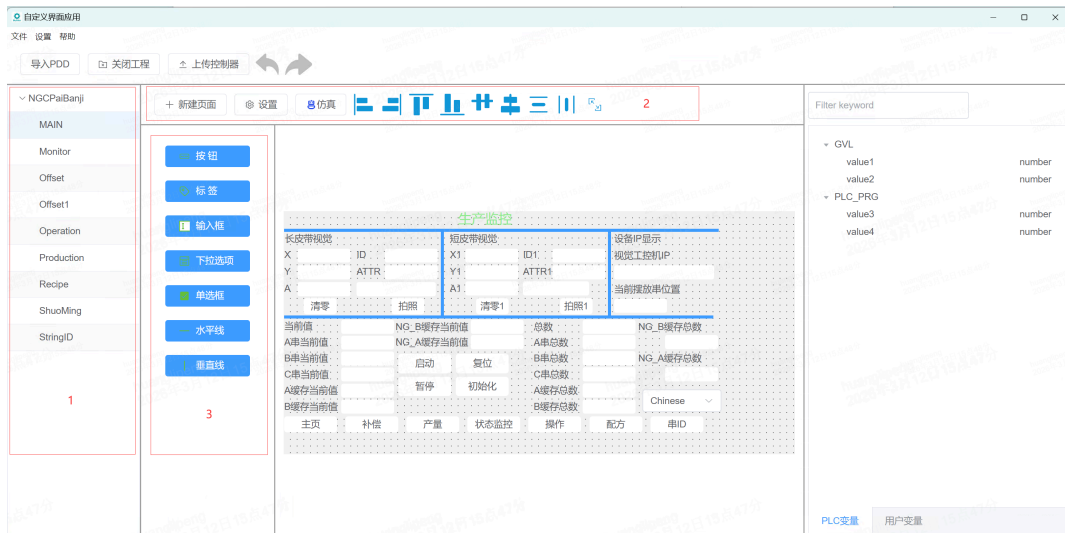 自定义界面应用
文件 设置 帮助
导入PDD 关闭工程 上传控制器
NGCPaiBanji
MAIN
Monitor
Offset
Offset1
Operation
Production
Recipe
ShuoMing
StringID
1
新建页面 设置 仿真 2
按钮
标签
输入框
下拉选项
单选框
水平线
垂直线
3
生产监控
长皮带视觉 短皮带视觉 设备IP显示
X ID X1 ID1 视觉工控机IP
Y ATTR Y1 ATTR1
A A1 当前摆放串位置
清零 拍照 清零1 拍照1
当前值 NG_B缓存当前值 总数 NG_B缓存总数
A串当前值 NG_A缓存当前值 A串总数
B串当前值 启动 复位 B串总数 NG_A缓存总数
C串当前值 C串总数
A缓存当前值 暂停 初始化 A缓存总数
B缓存当前值 B缓存总数 Chinese
主页 补偿 产量 状态监控 操作 配方 串ID
Filter keyword
GVL
value1 number
value2 number
PLC_PRG
value3 number
value4 number
PLC变量 用户变量